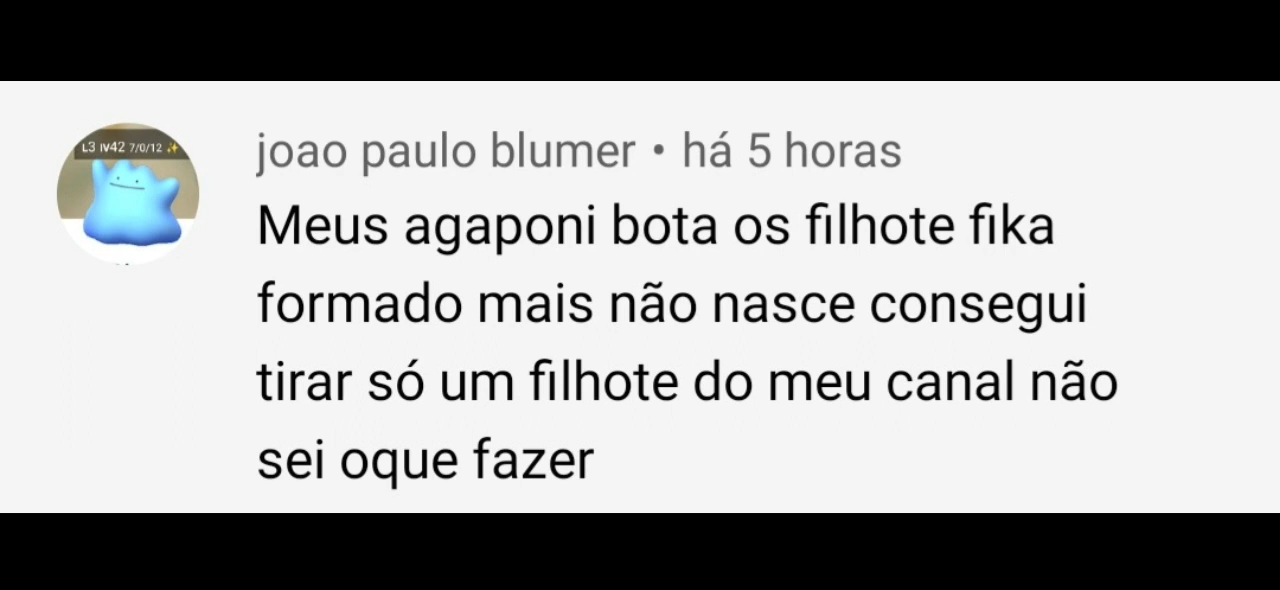 L3 IV42 7/0/12 ✨
joao paulo blumer • há 5 horas
Meus agaponi bota os filhote fika
formado mais não nasce consegui
tirar só um filhote do meu canal não
sei oque fazer